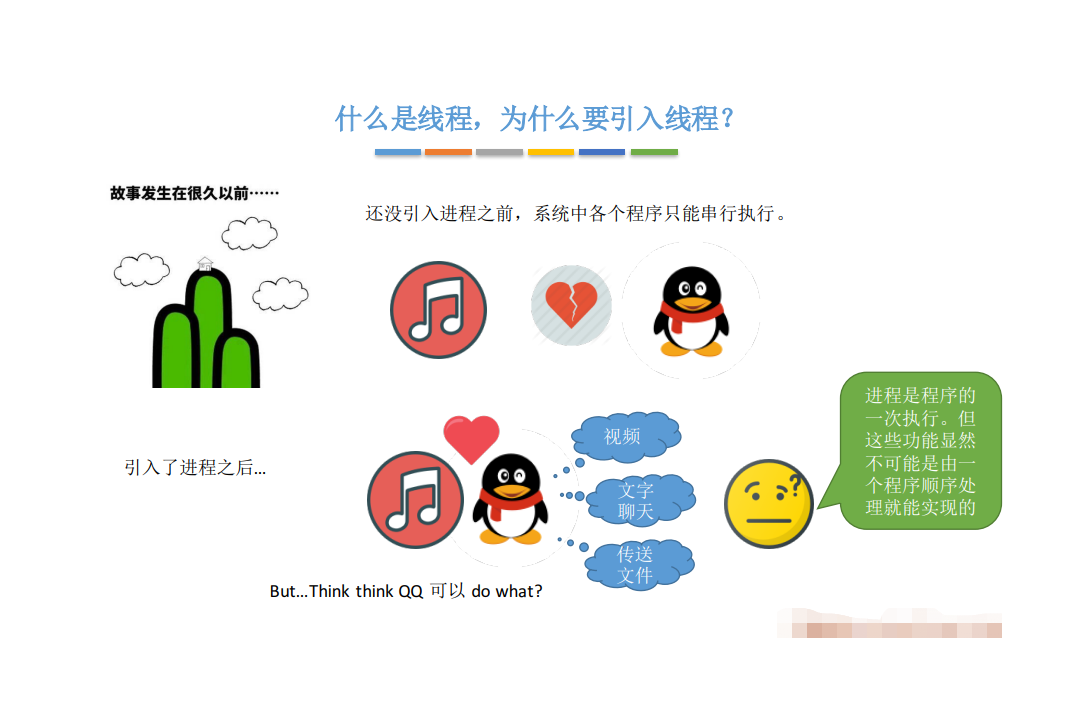 什么是线程，为什么要引入线程？
故事发生在很久以前······
还没引入进程之前，系统中各个程序只能串行执行。
引入了进程之后...
视频
文字
聊天
传送
文件
进程是程序的
一次执行。但
这些功能显然
不可能是由一
个程序顺序处
理就能实现的
?
But...Think think QQ 可以 do what?